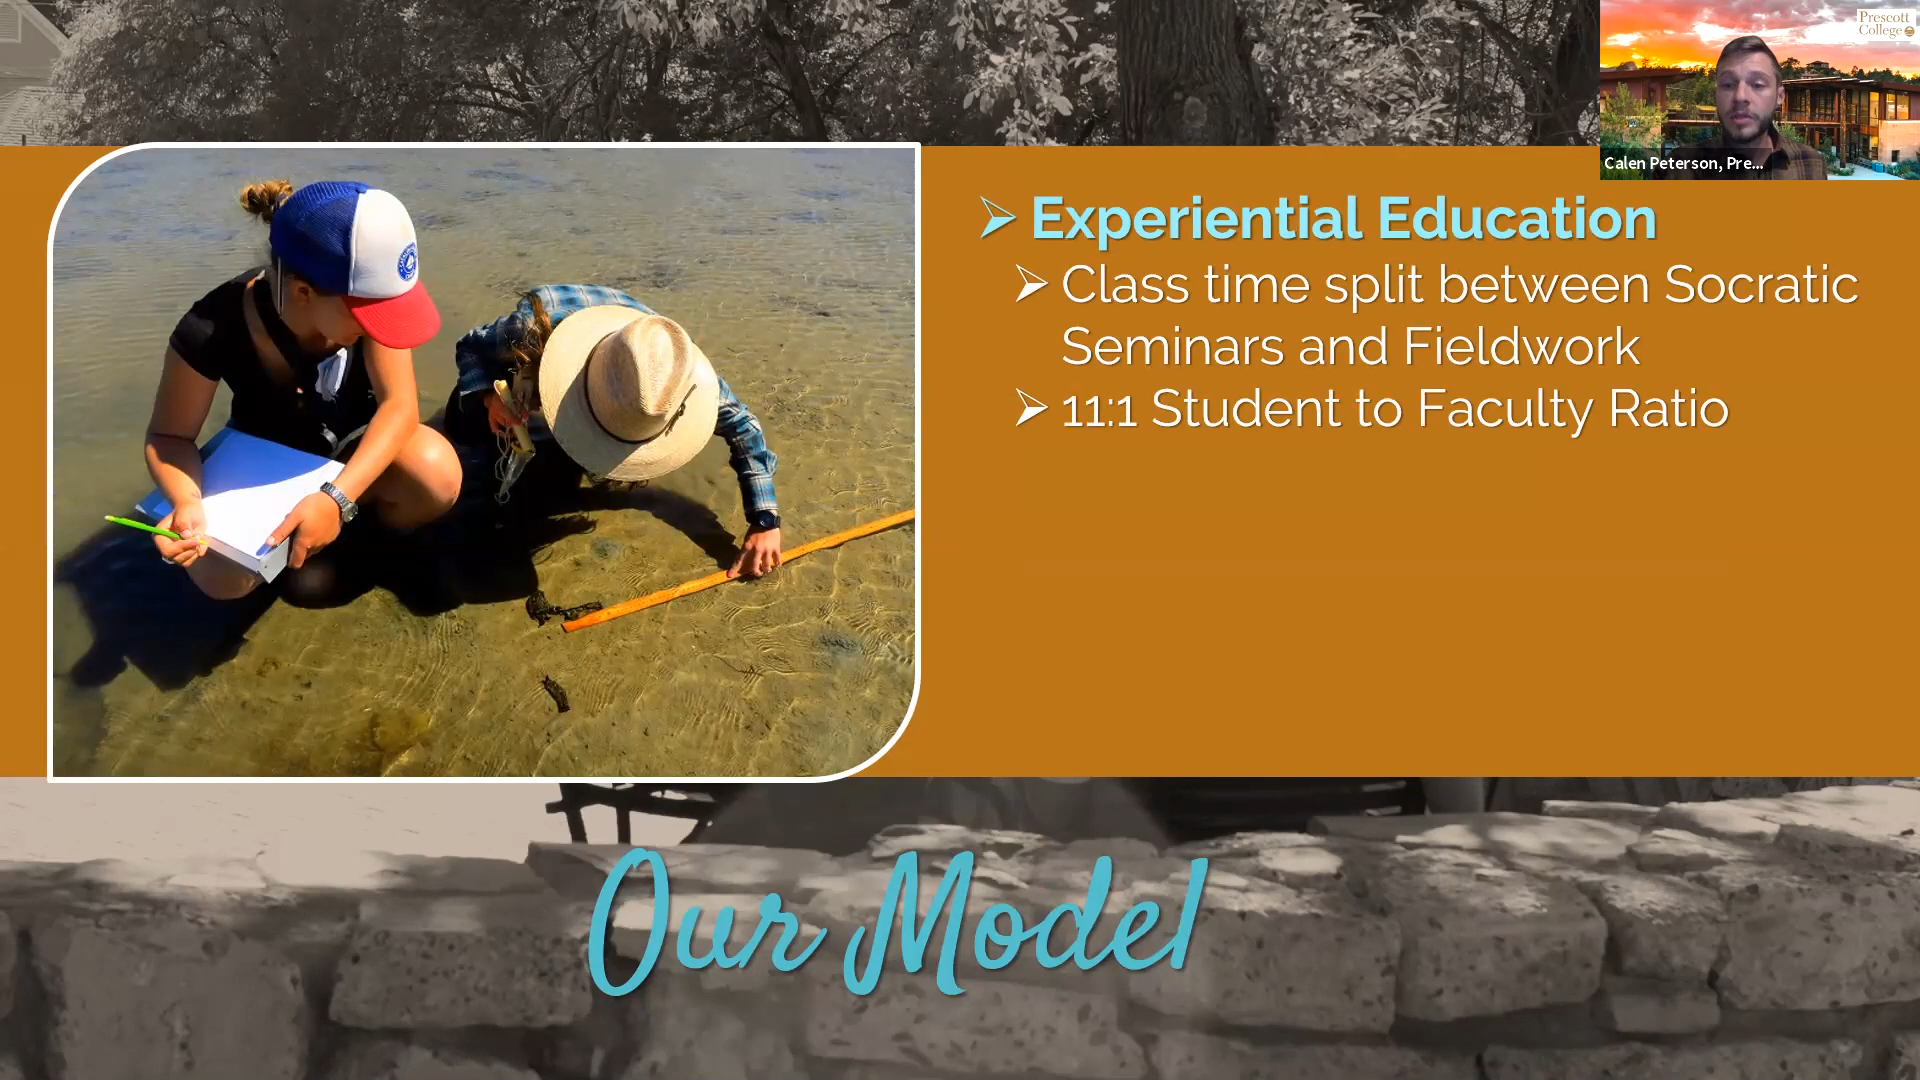 Prescott
College
Calen Peterson, Pre...
➢ Experiential Education
➢ Class time split between Socratic
Seminars and Fieldwork
➢ 11:1 Student to Faculty Ratio
Our Model